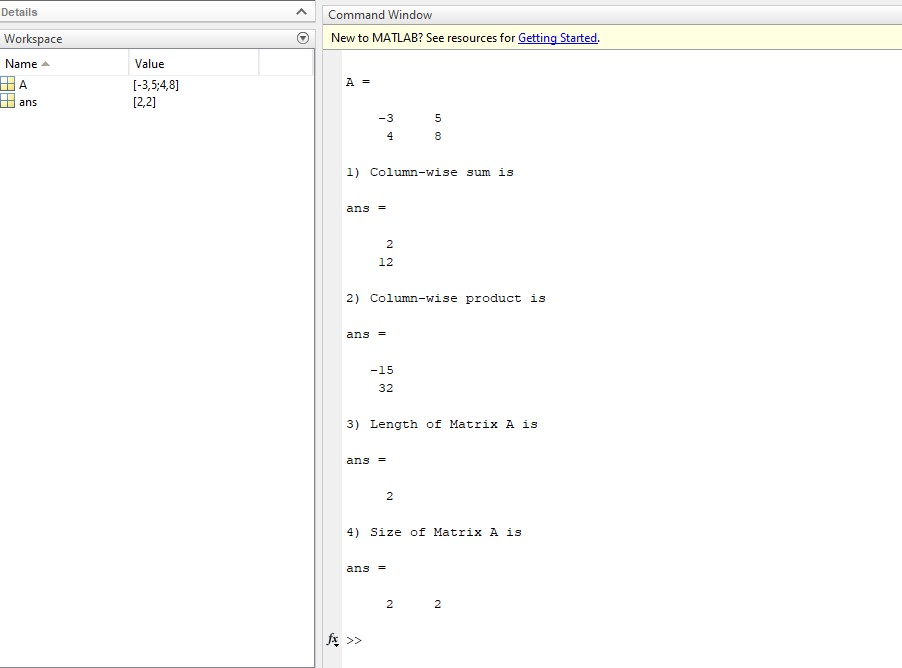 Details
Workspace
Name Value
A [-3,5;4,8]
ans [2,2]
Command Window
New to MATLAB? See resources for Getting Started.
A =
-3 5
4 8
1) Column-wise sum is
ans =
2
12
2) Column-wise product is
ans =
-15
32
3) Length of Matrix A is
ans =
2
4) Size of Matrix A is
ans =
2 2
fx >>